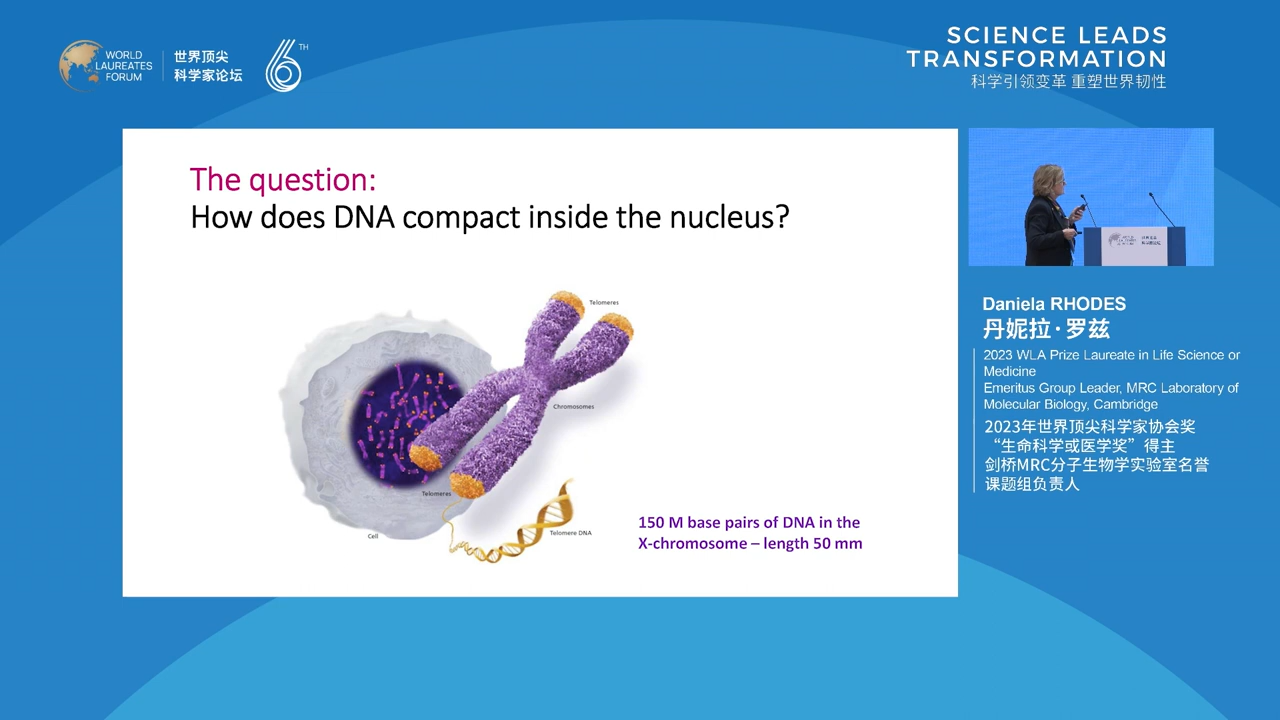 WORLD
LAUREATES
FORUM
世界顶尖
科学家论坛
6TH
SCIENCE LEADS
TRANSFORMATION
科学引领变革 重塑世界韧性
The question:
How does DNA compact inside the nucleus?
Telomeres
Chromosomes
Telomeres
Telomere DNA
Cell
150 M base pairs of DNA in the
X-chromosome – length 50 mm
Daniela RHODES
丹妮拉·罗兹
2023 WLA Prize Laureate in Life Science or
Medicine
Emeritus Group Leader, MRC Laboratory of
Molecular Biology, Cambridge
2023年世界顶尖科学家协会奖
“生命科学或医学奖”得主
剑桥MRC分子生物学实验室名誉
课题组负责人